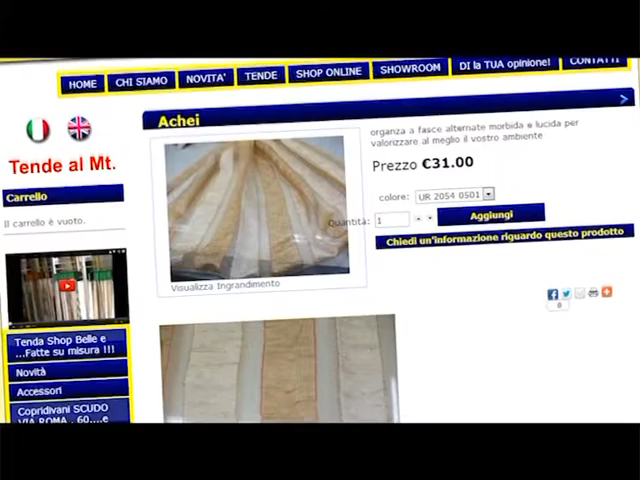 HOME
CHI SIAMO
NOVITA'
TENDE
SHOP ONLINE
SHOWROOM
DI la TUA opinione!
CONTATTI
Achei
organza a fasce alternate morbida e lucida per
valorizzare al meglio il vostro ambiente
Prezzo €31.00
colore: UR 2054 0501
Quantità: 1
Aggiungi
Chiedi un'informazione riguardo questo prodotto
Visualizza Ingrandimento
0
Tende al Mt.
Carrello
Il carrello è vuoto.
Tenda Shop Belle e
...Fatte su misura !!!
Novità
Accessori
Copridivani SCUDO
VIA ROMA , 60....e